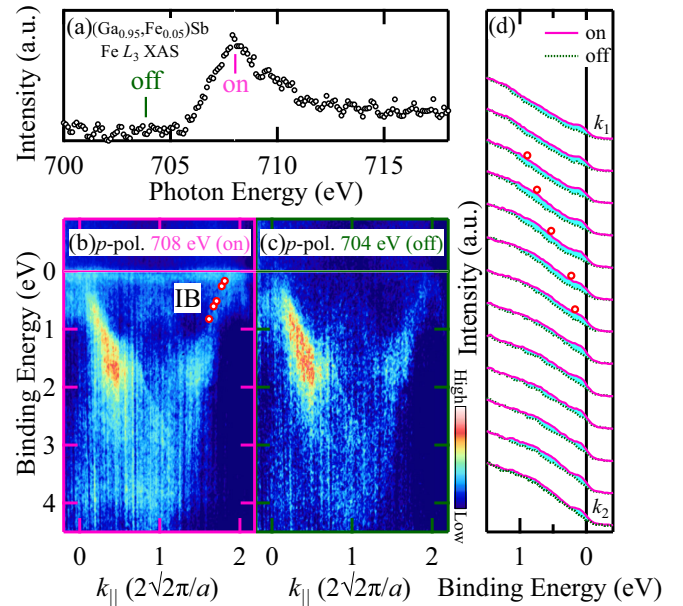 (a) (Ga0.95,Fe0.05)Sb
Fe L3 XAS
off
on
Intensity (a.u.)
700 705 710 715
Photon Energy (eV)
(b) p-pol. 708 eV (on)
(c) p-pol. 704 eV (off)
IB
Binding Energy (eV)
0
1
2
3
4
0 1 2
0 1 2
k|| (2√2π/a)
k|| (2√2π/a)
High
Low
(d)
on
off
k1
k2
Intensity (a.u.)
1 0
Binding Energy (eV)